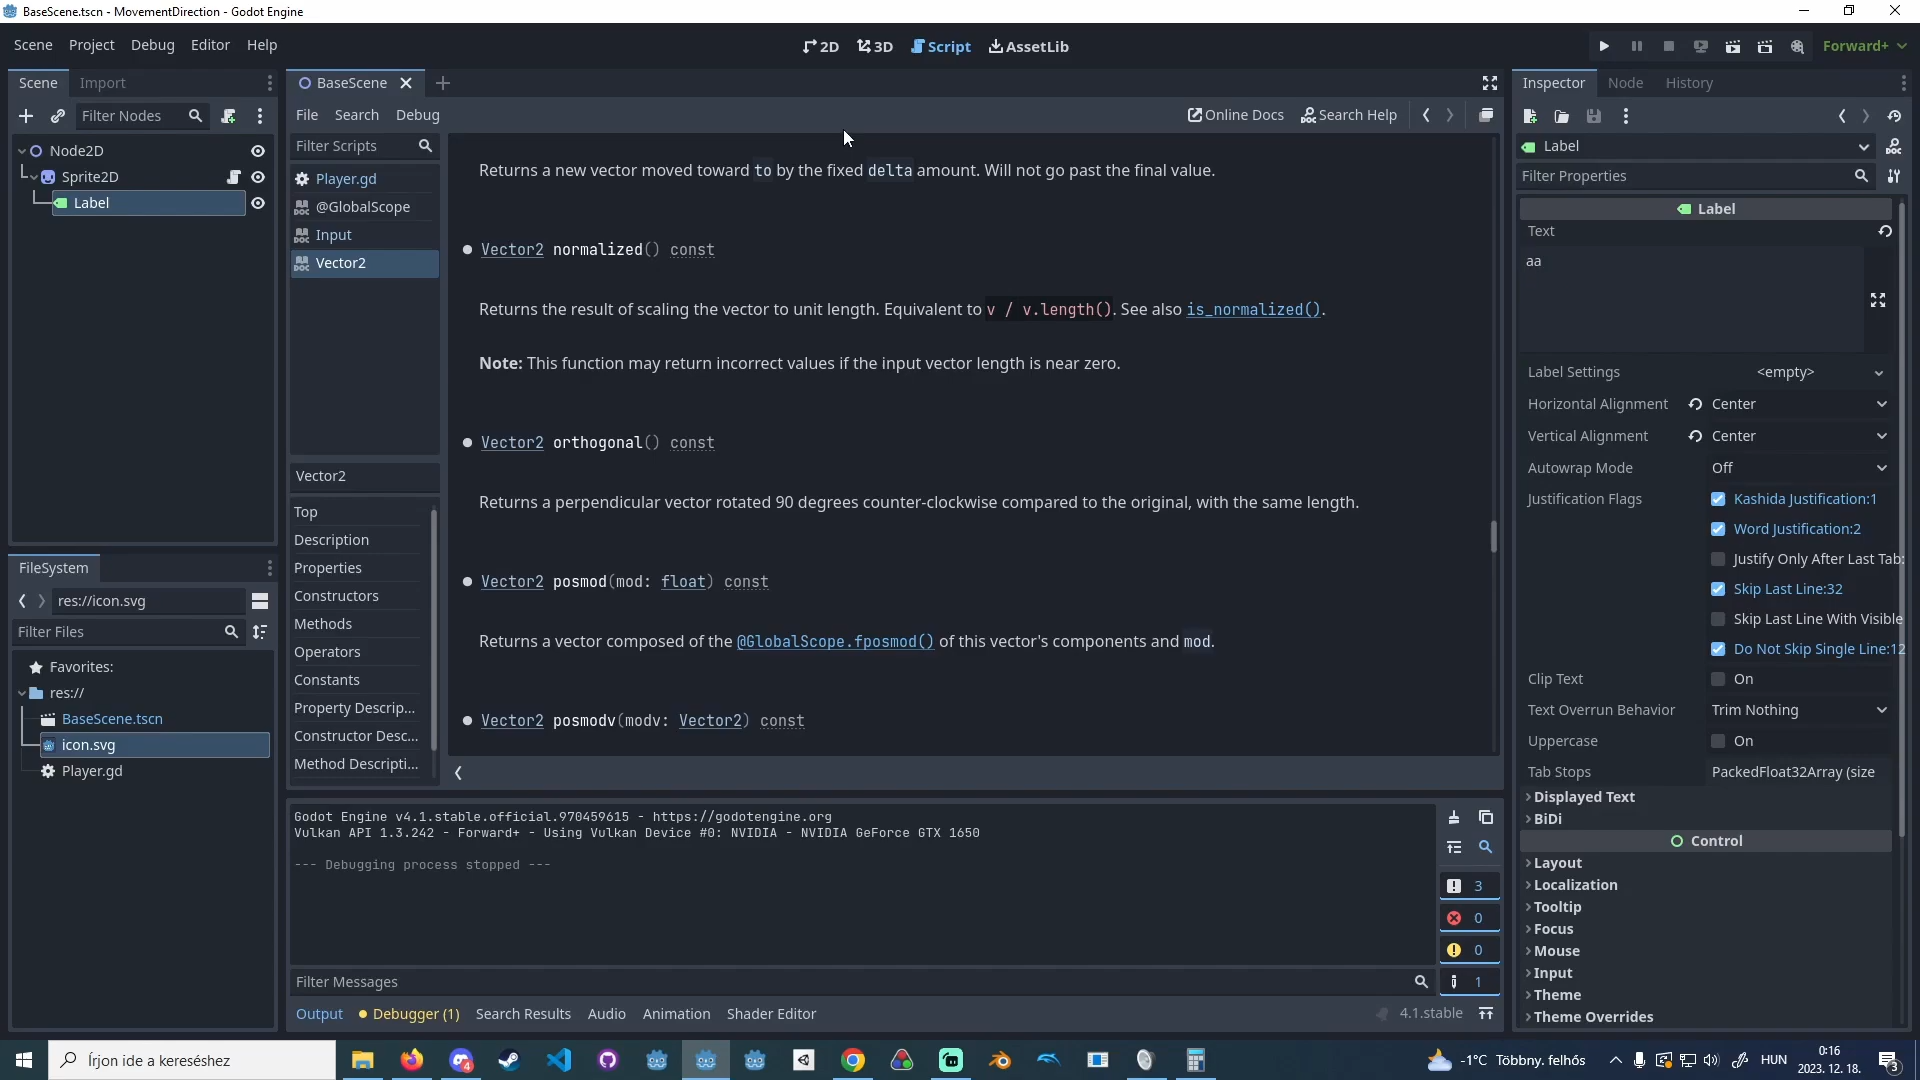 BaseScene.tscn - MovementDirection - Godot Engine
Scene Project Debug Editor Help
2D 3D Script AssetLib
Forward+
Scene Import
Filter Nodes
Node2D
Sprite2D
Label
FileSystem
res://icon.svg
Filter Files
Favorites:
res://
BaseScene.tscn
icon.svg
Player.gd
BaseScene
File Search Debug
Online Docs Search Help
Filter Scripts
Player.gd
@GlobalScope
Input
Vector2
Vector2
Top
Description
Properties
Constructors
Methods
Operators
Constants
Property Descrip...
Constructor Desc...
Method Descripti...
Returns a new vector moved toward to by the fixed delta amount. Will not go past the final value.
Vector2 normalized() const
Returns the result of scaling the vector to unit length. Equivalent to v / v.length(). See also is_normalized().
Note: This function may return incorrect values if the input vector length is near zero.
Vector2 orthogonal() const
Returns a perpendicular vector rotated 90 degrees counter-clockwise compared to the original, with the same length.
Vector2 posmod(mod: float) const
Returns a vector composed of the @GlobalScope.fposmod() of this vector's components and mod.
Vector2 posmodv(modv: Vector2) const
Godot Engine v4.1.stable.official.970459615 - https://godotengine.org
Vulkan API 1.3.242 - Forward+ - Using Vulkan Device #0: NVIDIA - NVIDIA GeForce GTX 1650
--- Debugging process stopped ---
3
0
0
1
Filter Messages
Output Debugger (1) Search Results Audio Animation Shader Editor
4.1.stable
Inspector Node History
Label
Filter Properties
Label
Text
aa
Label Settings <empty>
Horizontal Alignment Center
Vertical Alignment Center
Autowrap Mode Off
Justification Flags Kashida Justification:1
Word Justification:2
Justify Only After Last Tab:
Skip Last Line:32
Skip Last Line With Visible
Do Not Skip Single Line:12
Clip Text On
Text Overrun Behavior Trim Nothing
Uppercase On
Tab Stops PackedFloat32Array (size
Displayed Text
BiDi
Control
Layout
Localization
Tooltip
Focus
Mouse
Input
Theme
Theme Overrides
Írjon ide a kereséshez
4
-1°C Többny. felhős
HUN
0:16
2023. 12. 18.
3